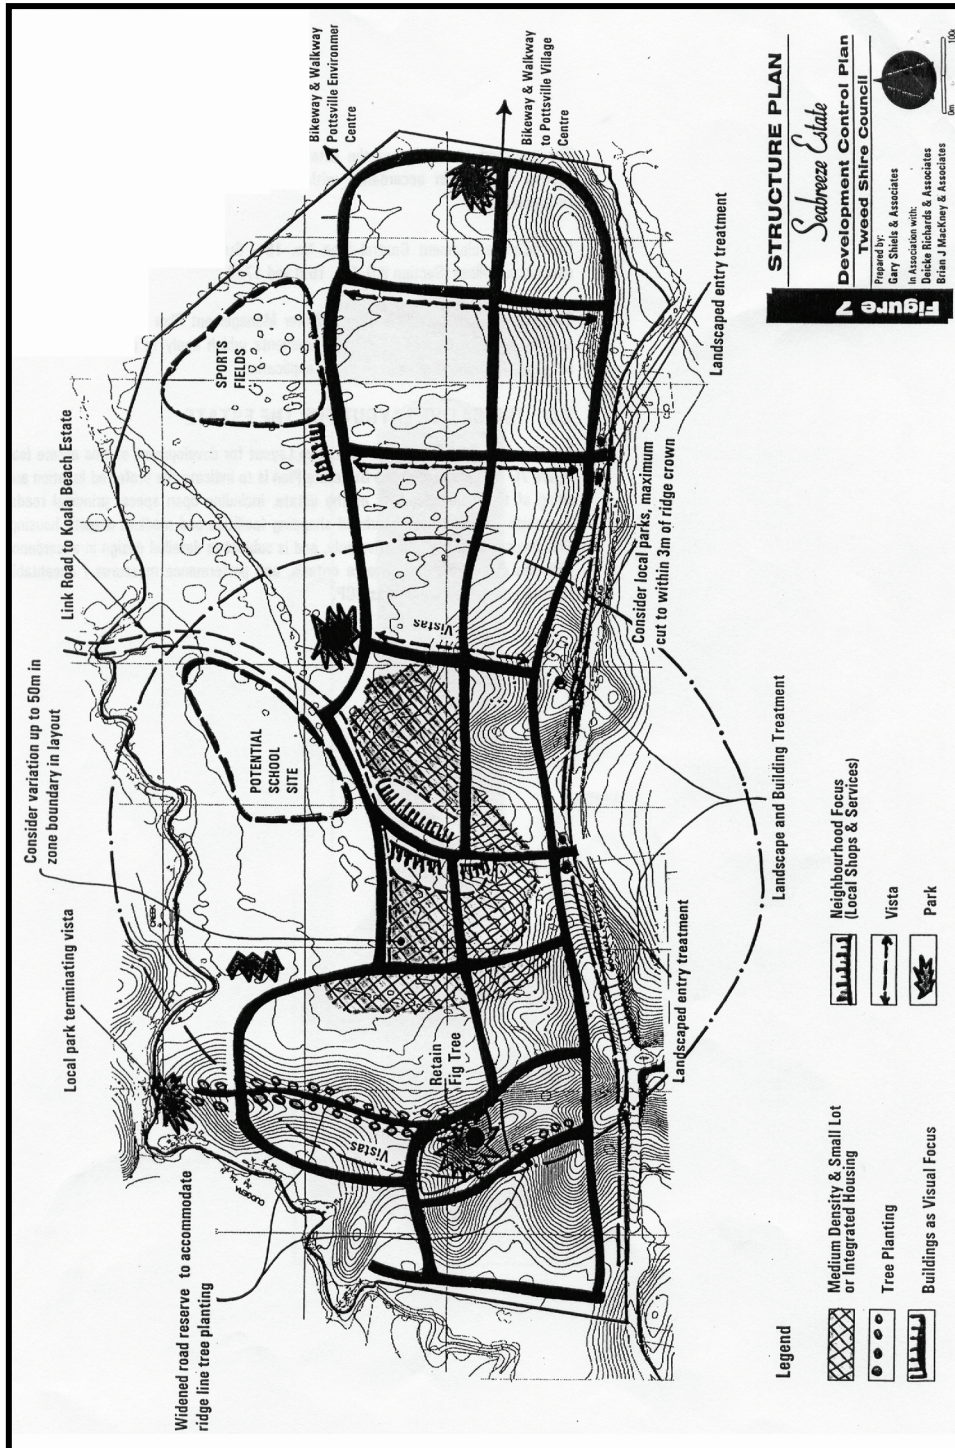 Bikeway & Walkway
Pottsville Environmer
Centre
Bikeway & Walkway
to Pottsville Village
Centre
Link Road to Koala Beach Estate
SPORTS
FIELDS
Consider variation up to 50m in
zone boundary in layout
POTENTIAL
SCHOOL
SITE
Local park terminating vista
CREEK
Widened road reserve to accommodate
ridge line tree planting
CUDGERA
Vistas
Retain
Fig Tree
Vistas
Landscaped entry treatment
Consider local parks, maximum
cut to within 3m of ridge crown
Landscape and Building Treatment
Landscaped entry treatment
Legend
Medium Density & Small Lot
or Integrated Housing
Tree Planting
Buildings as Visual Focus
Neighbourhood Focus
(Local Shops & Services)
Vista
Park
STRUCTURE PLAN
Seabreeze Estate
Development Control Plan
Tweed Shire Council
Prepared by:
Gary Shiels & Associates
In Association with:
Deicke Richards & Associates
Brian J MacKney & Associates
0m
Figure 7